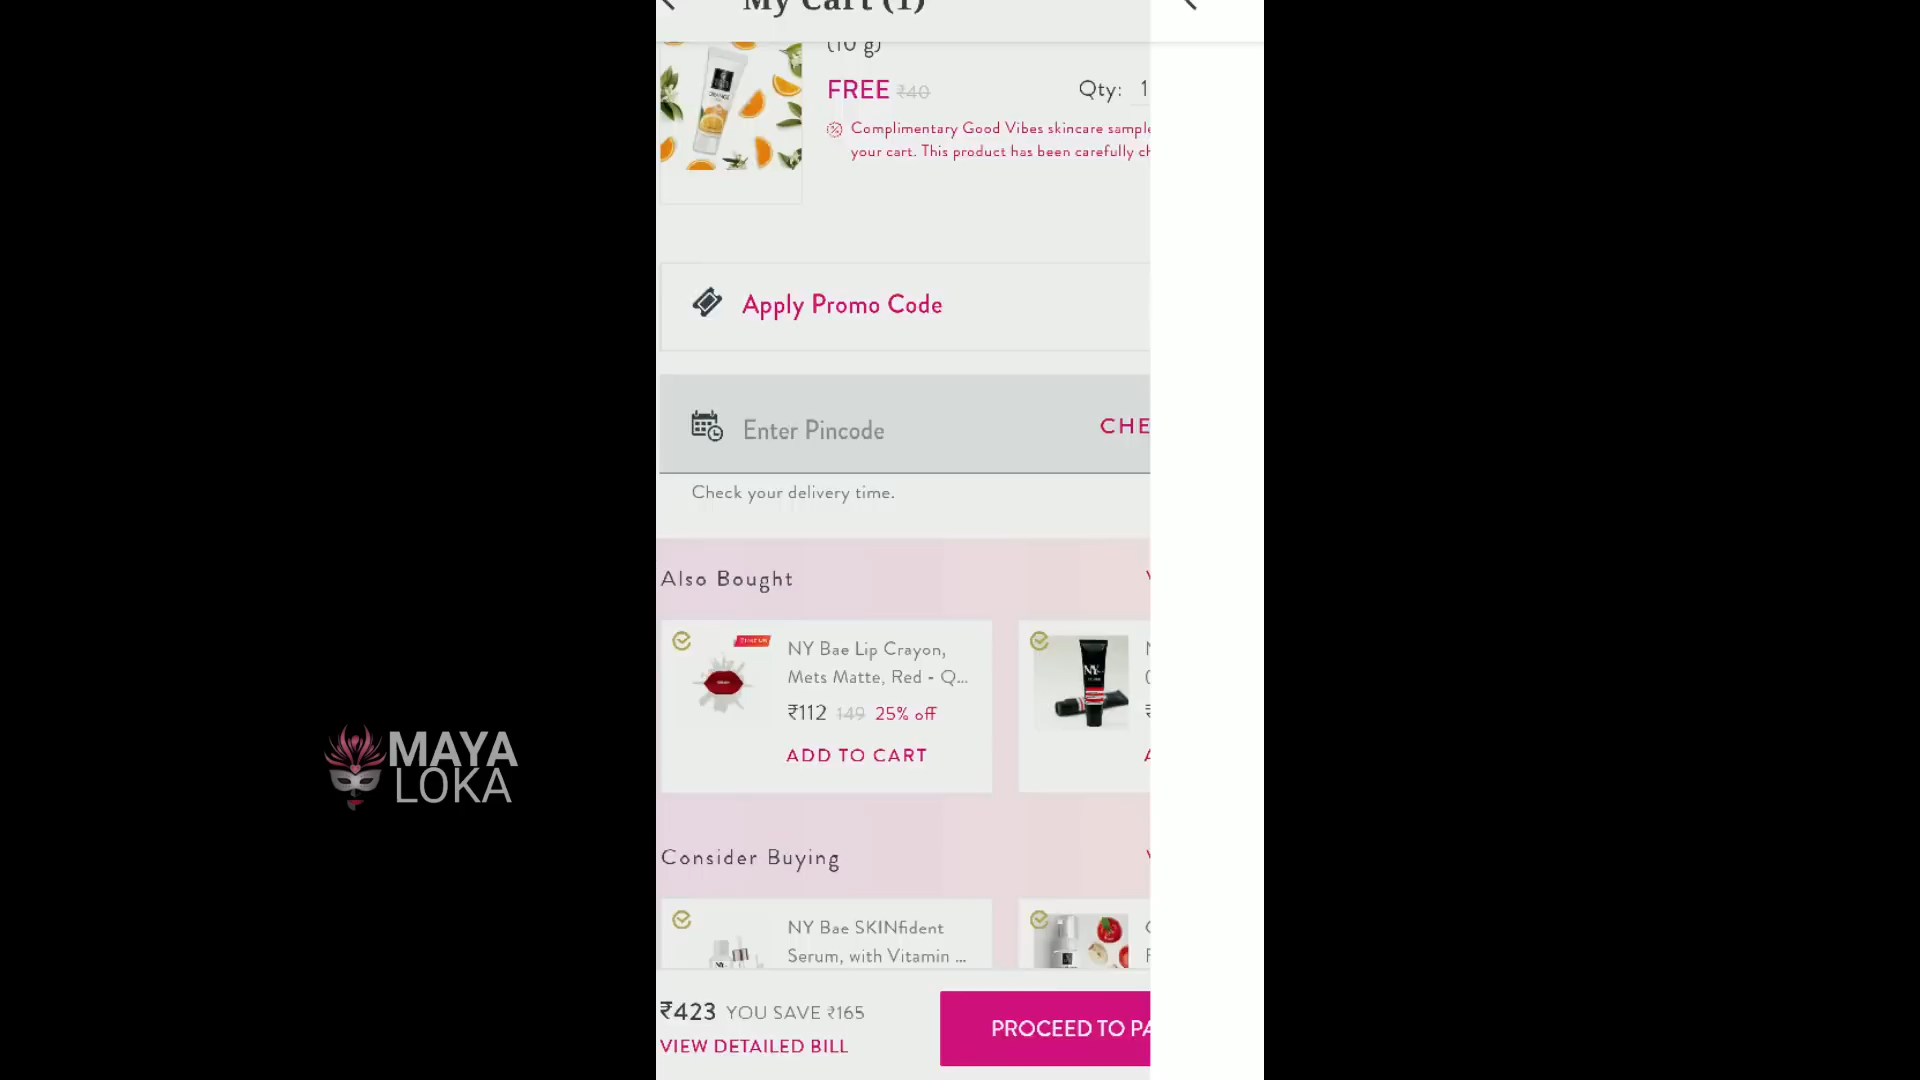 My Cart (1)
(10 g)
FREE ₹40
Qty: 1
Complimentary Good Vibes skincare sample
your cart. This product has been carefully
Apply Promo Code
Enter Pincode
Check your delivery time.
Also Bought
NY Bae Lip Crayon,
Mets Matte, Red - Q...
₹112 149 25% off
ADD TO CART
Consider Buying
NY Bae SKINfident
Serum, with Vitamin ...
₹423 YOU SAVE ₹165
VIEW DETAILED BILL
PROCEED TO
MAYA
LOKA